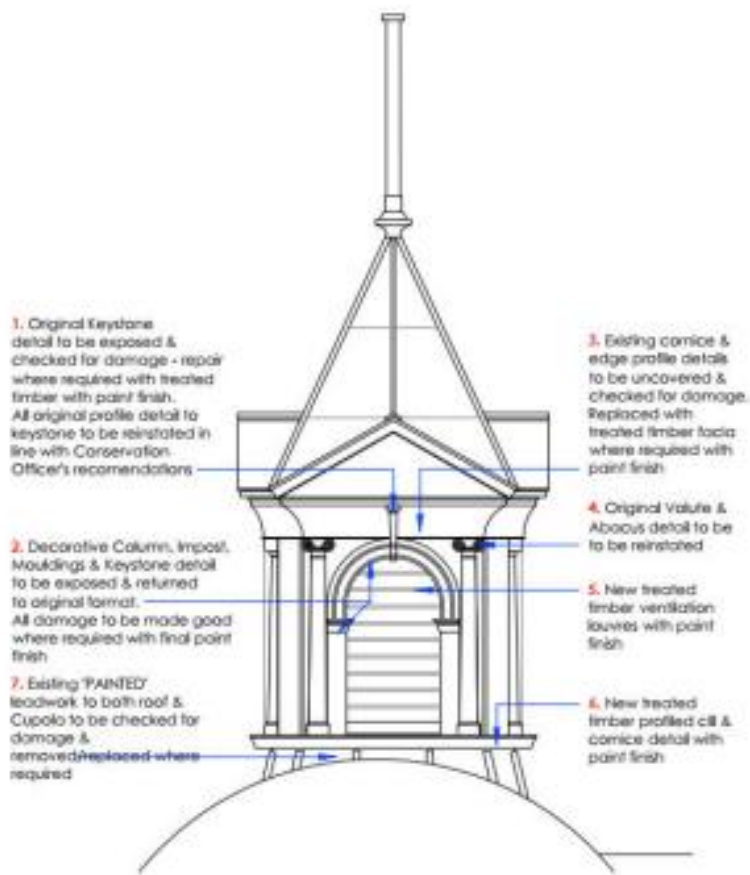 1. Original Keystone
detail to be exposed &
checked for damage - repair
where required with treated
timber with paint finish.
All original profile detail to
keystone to be reinstated in
line with Conservation
Officer's recomendations
2. Decorative Column, Impost,
Mouldings & Keystone detail
to be exposed & returned
to original format.
All damage to be made good
where required with final paint
finish
7. Existing 'PAINTED'
leadwork to both roof &
Cupolo to be checked for
damage &
removed/replaced where
required
3. Existing cornice &
edge profile details
to be uncovered &
checked for damage.
Replaced with
treated timber facia
where required with
paint finish
4. Original Valute &
Abacus detail to be
to be reinstated
5. New treated
timber ventilation
louvres with paint
finish
6. New treated
timber profiled cill &
cornice detail with
paint finish